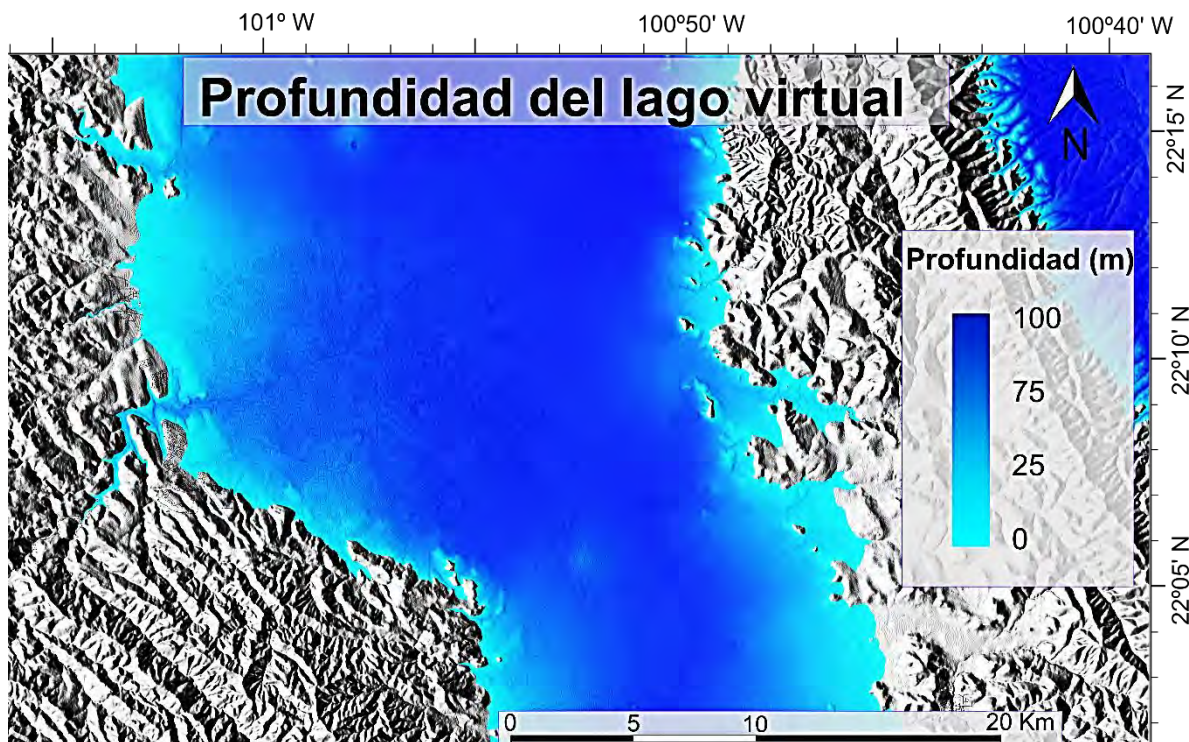 101º W
100º50' W
100º40' W
Profundidad del lago virtual
N
22º15' N
Profundidad (m)
100
75
25
0
22º10' N
22º05' N
0
5
10
20 Km